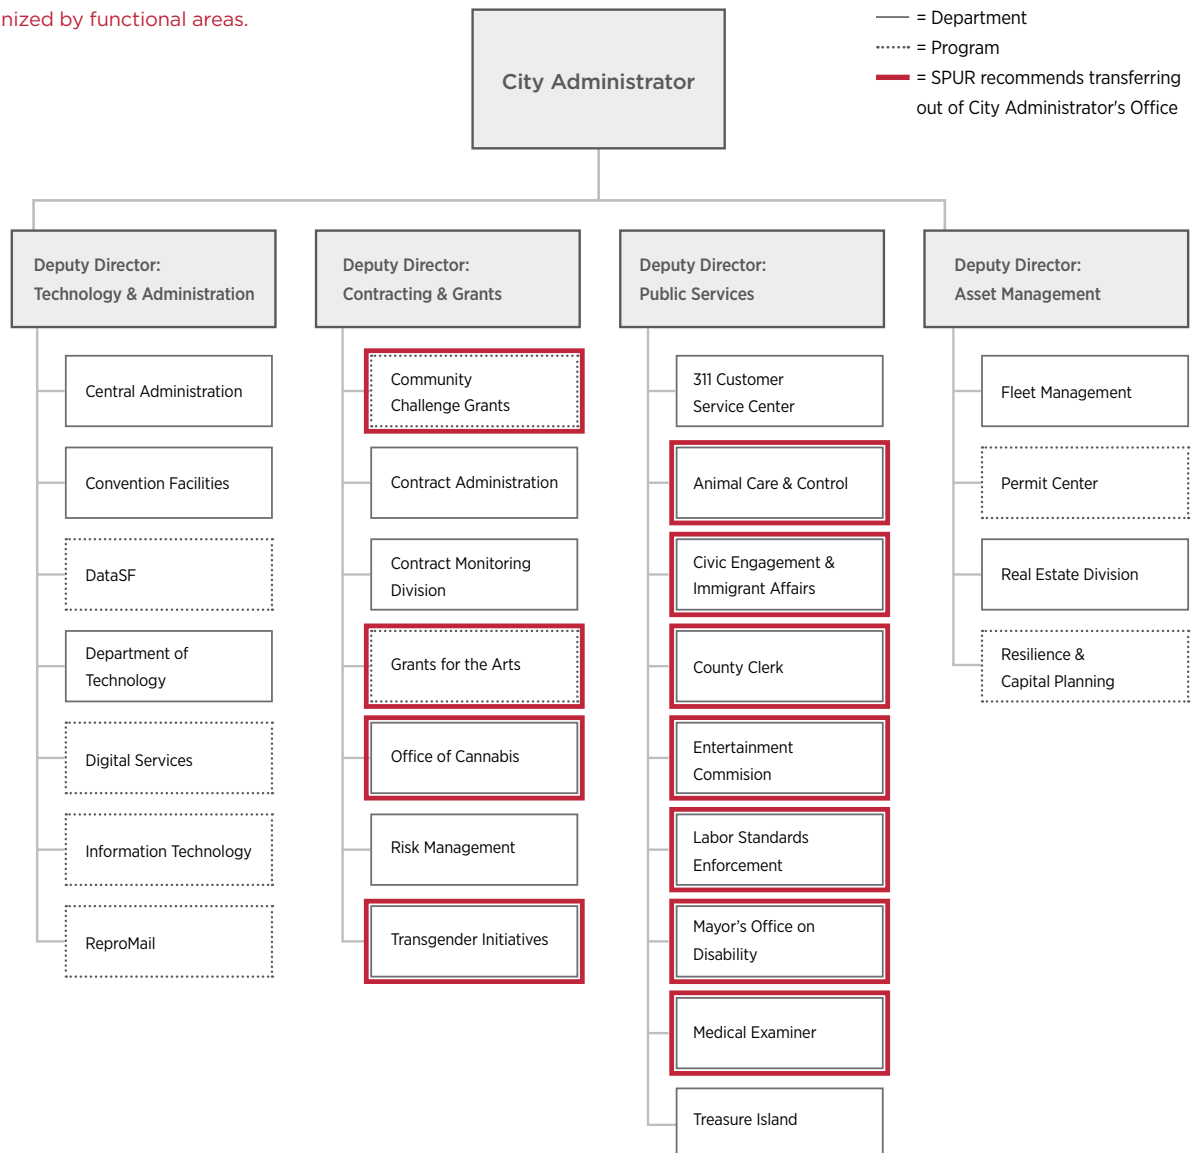 nized by functional areas.
= Department
= Program
= SPUR recommends transferring
out of City Administrator's Office
City Administrator
Deputy Director:
Technology & Administration
Deputy Director:
Contracting & Grants
Deputy Director:
Public Services
Deputy Director:
Asset Management
Central Administration
Convention Facilities
DataSF
Department of
Technology
Digital Services
Information Technology
ReproMail
Community
Challenge Grants
Contract Administration
Contract Monitoring
Division
Grants for the Arts
Office of Cannabis
Risk Management
Transgender Initiatives
311 Customer
Service Center
Animal Care & Control
Civic Engagement &
Immigrant Affairs
County Clerk
Entertainment
Commision
Labor Standards
Enforcement
Mayor’s Office on
Disability
Medical Examiner
Treasure Island
Fleet Management
Permit Center
Real Estate Division
Resilience &
Capital Planning